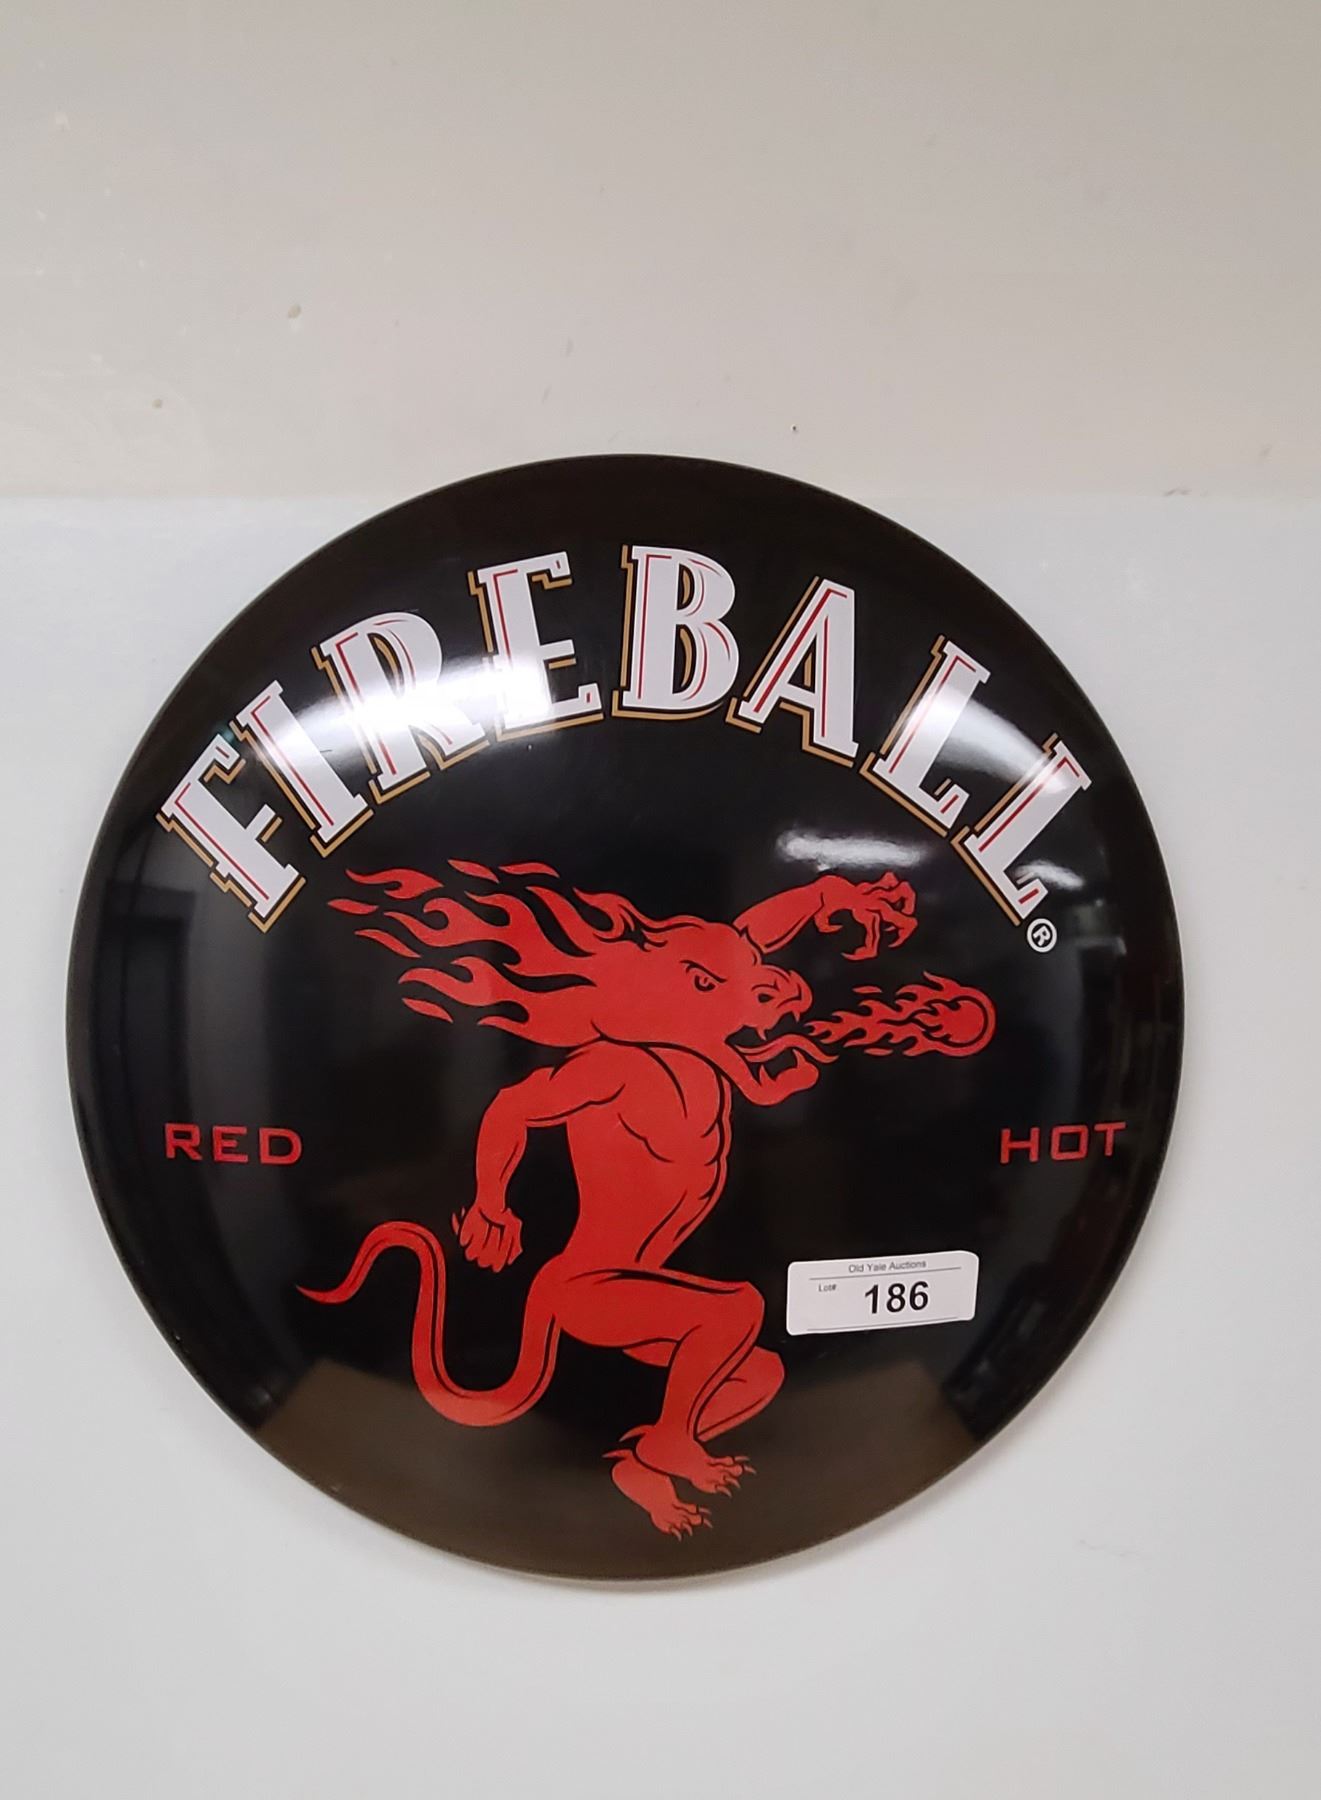 FIREBALL®
RED HOT
Old Yale Auctions
Lot# 186